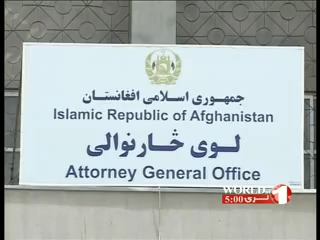 جمهوری اسلامی افغانستان
Islamic Republic of Afghanistan
لوی څارنوالی
Attorney General Office
WORLD 1
5:00